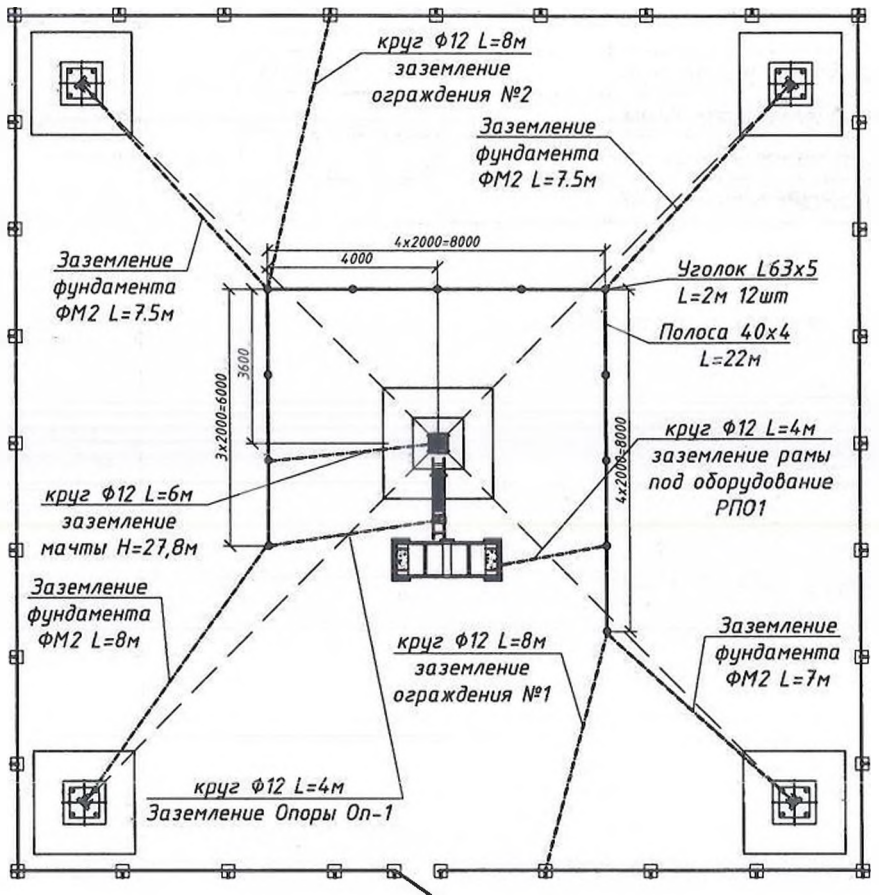 круг Ф12 L=8м
заземление
ограждения №2
Заземление
фундамента
ФМ2 L=7.5м
4х2000=8000
4000
Заземление
фундамента
ФМ2 L=7.5м
Уголок L63х5
L=2м 12шт
Полоса 40х4
L=22м
3600
3х2000=6000
4х2000=8000
круг Ф12 L=4м
заземление рамы
под оборудование
РПО1
круг Ф12 L=6м
заземление
мачты Н=27,8м
Заземление
фундамента
ФМ2 L=8м
круг Ф12 L=8м
заземление
ограждения №1
Заземление
фундамента
ФМ2 L=7м
круг Ф12 L=4м
Заземление Опоры Оп-1